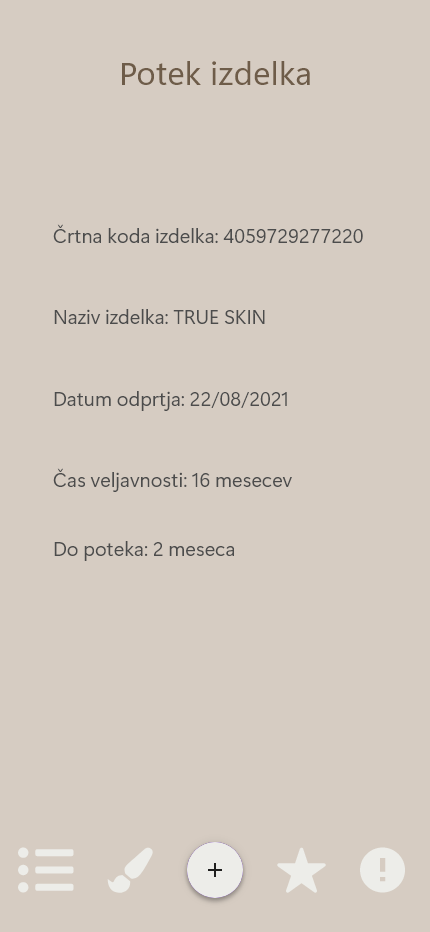 Potek izdelka
Črtna koda izdelka: 4059729277220
Naziv izdelka: TRUE SKIN
Datum odprtja: 22/08/2021
Čas veljavnosti: 16 mesecev
Do poteka: 2 meseca